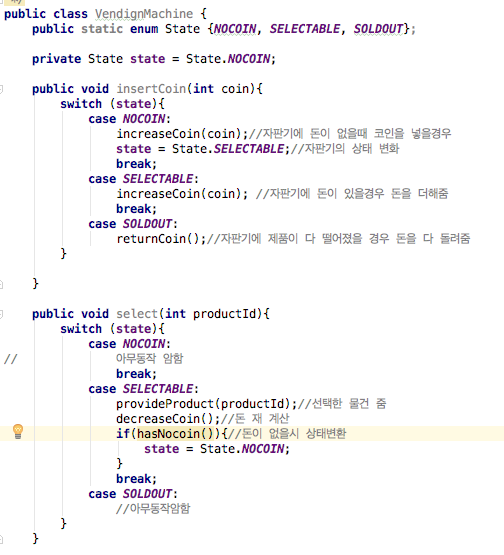 public class VendignMachine {
public static enum State {NOCOIN, SELECTABLE, SOLDOUT};
private State state = State.NOCOIN;
public void insertCoin(int coin){
switch (state){
case NOCOIN:
increaseCoin(coin);//자판기에 돈이 없을때 코인을 넣을경우
state = State.SELECTABLE;//자판기의 상태 변화
break;
case SELECTABLE:
increaseCoin(coin); //자판기에 돈이 있을경우 돈을 더해줌
break;
case SOLDOUT:
returnCoin();//자판기에 제품이 다 떨어졌을 경우 돈을 다 돌려줌
}
}
public void select(int productId){
switch (state){
case NOCOIN:
// 아무동작 암함
break;
case SELECTABLE:
provideProduct(productId);//선택한 물건 줌
decreaseCoin();//돈 재 계산
if(hasNocoin()){//돈이 없을시 상태변환
state = State.NOCOIN;
}
break;
case SOLDOUT:
//아무동작암함
}
}